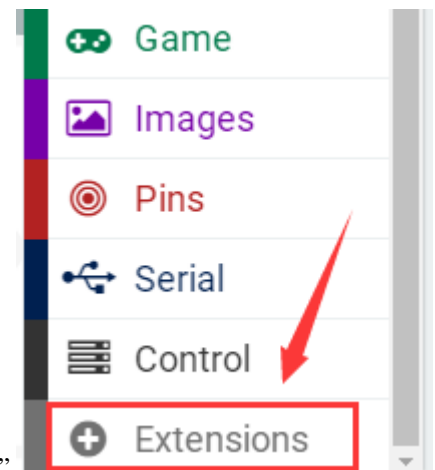 Game
Images
Pins
Serial
Control
Extensions
”